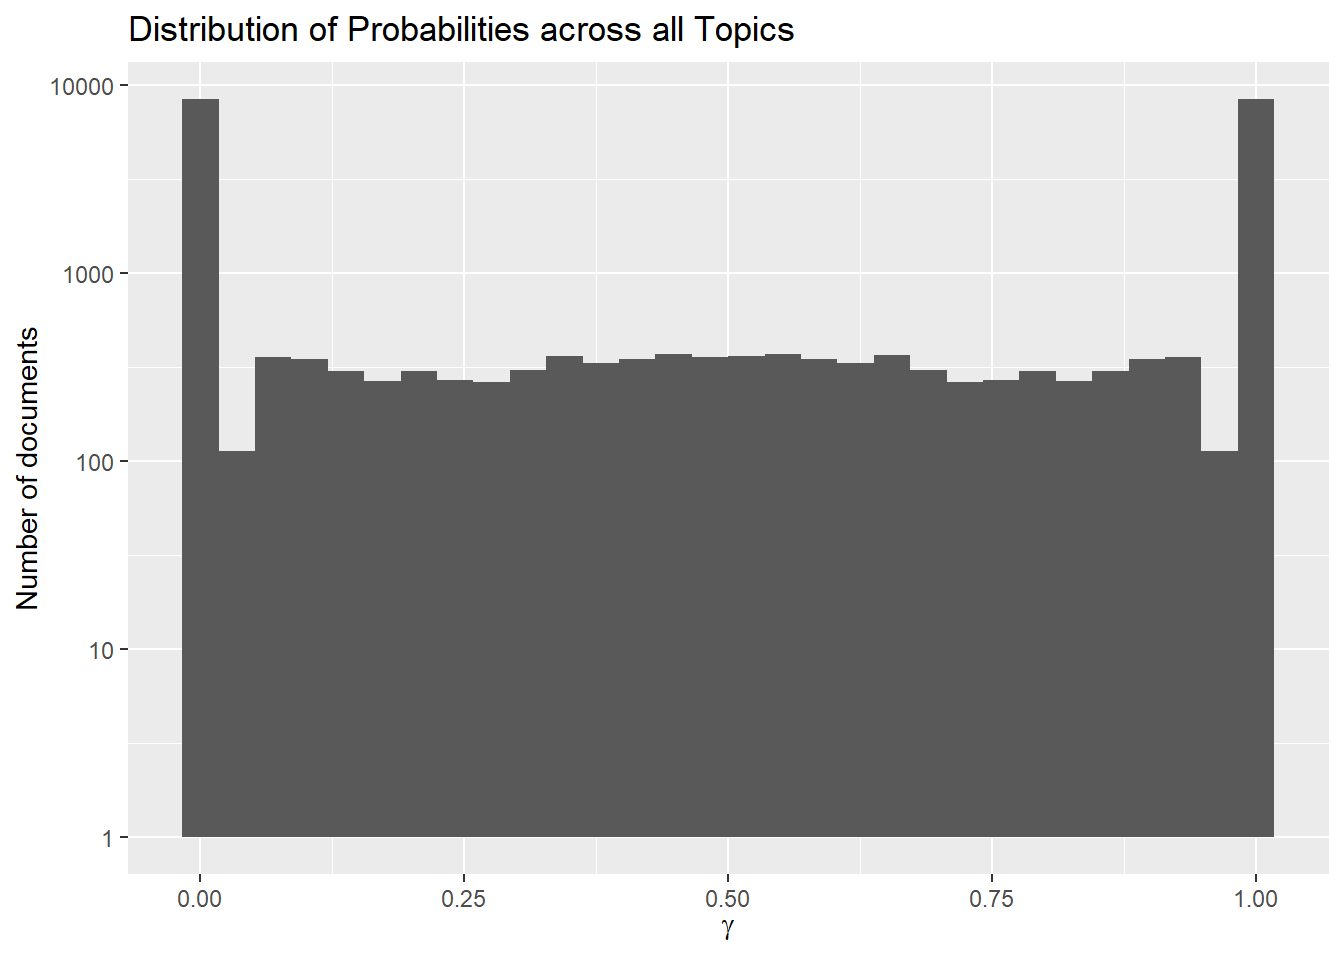 Distribution of Probabilities across all Topics
Number of documents
10000
1000
100
10
1
0.00 0.25 0.50 0.75 1.00
γ